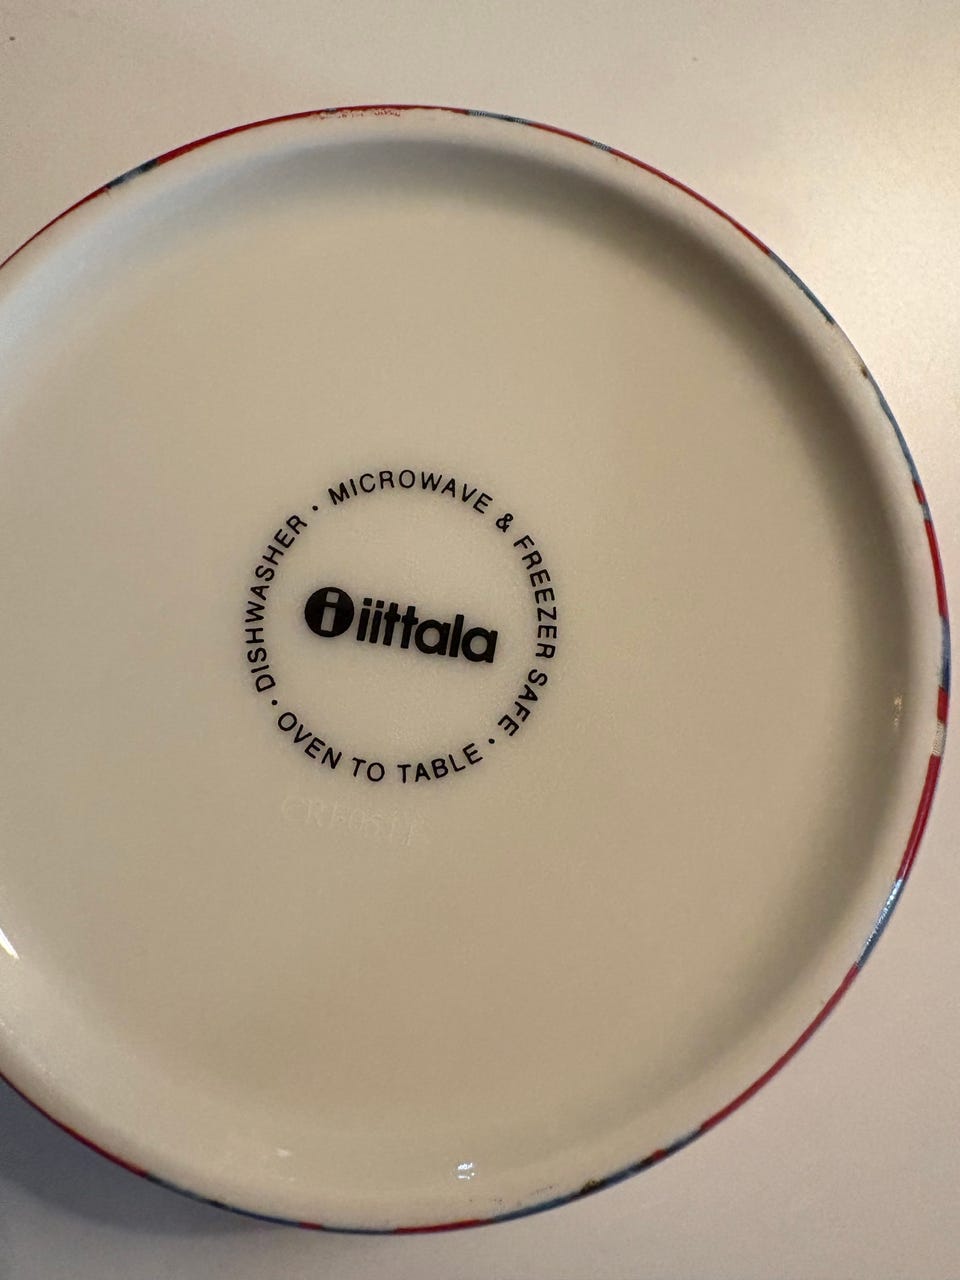 DISHWASHER · MICROWAVE & FREEZER SAFE · OVEN TO TABLE ·
i iittala